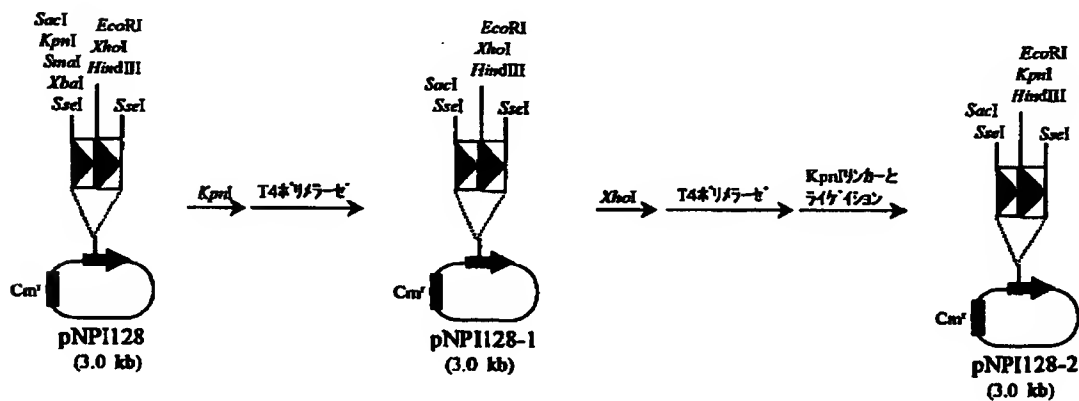 SacI
KpnI
SmaI
XbaI
SseI
EcoRI
XhoI
HindIII
SseI
Cmr
pNPI128
(3.0 kb)
KpnI
T4ポリメラーゼ
SacI
SseI
EcoRI
XhoI
HindIII
SseI
Cmr
pNPI128-1
(3.0 kb)
XhoI
T4ポリメラーゼ
KpnIリンカーと
ライゲイション
SacI
SseI
EcoRI
KpnI
HindIII
SseI
Cmr
pNPI128-2
(3.0 kb)